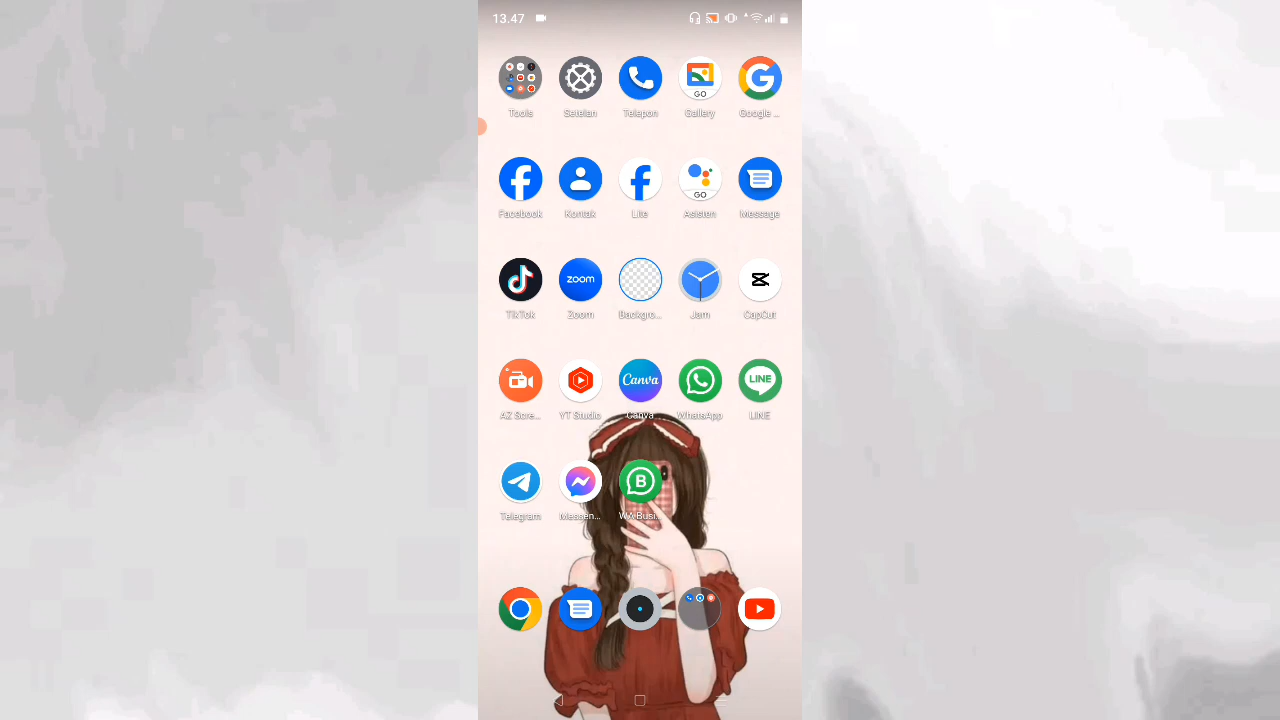 13.47
Tools Setelan Telepon Gallery Google ...
Facebook Kontak Lite Asisten Message
TikTok Zoom Backgro... Jam CapCut
AZ Scre... YT Studio Canva WhatsApp LINE
Telegram Messen... WA Busi...